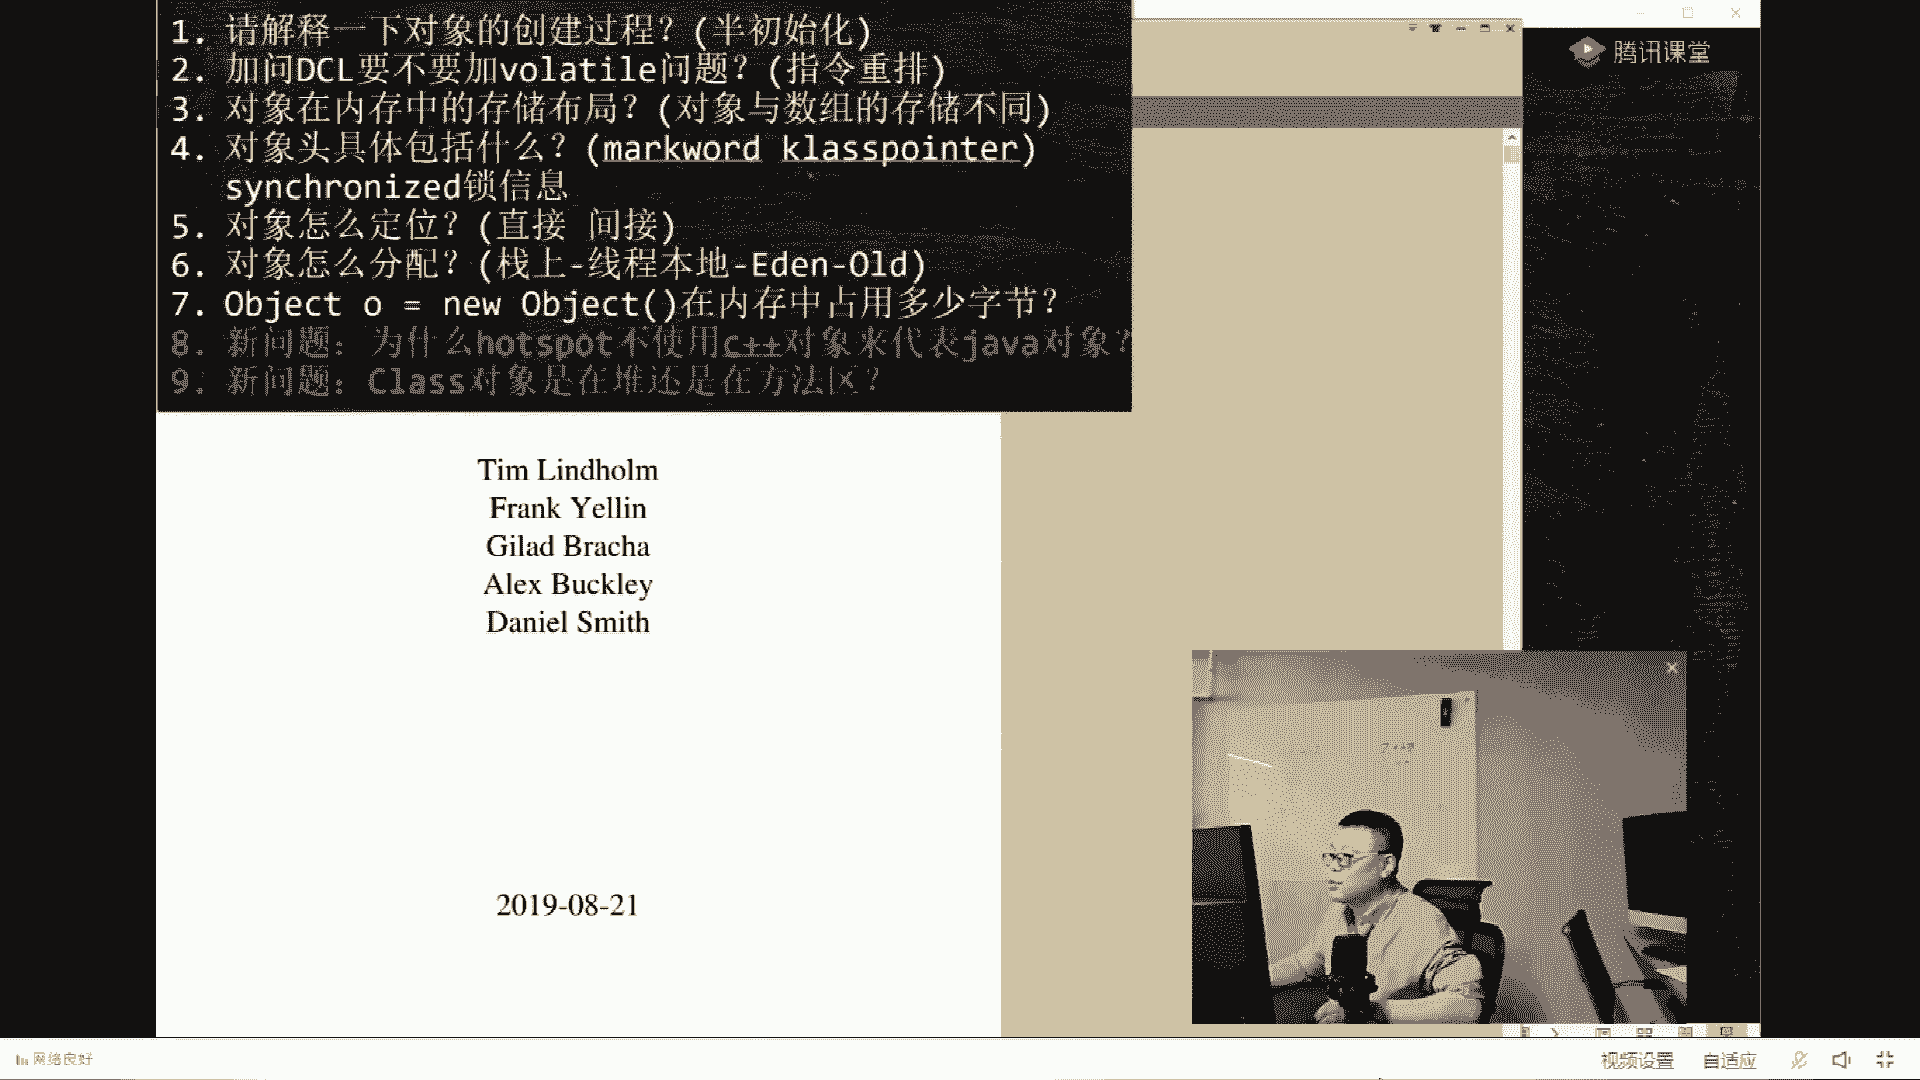 1. 请解释一下对象的创建过程？(半初始化)
2. 加问DCL要不要加volatile问题？(指令重排)
3. 对象在内存中的存储布局？(对象与数组的存储不同)
4. 对象头具体包括什么？(markword klasspointer)
synchronized锁信息
5. 对象怎么定位？(直接 间接)
6. 对象怎么分配？(栈上-线程本地-Eden-Old)
7. Object o = new Object()在内存中占用多少字节？
8. 新问题：为什么hotspot不使用c++对象来代表java对象？
9. 新问题：Class对象是在堆还是在方法区？
腾讯课堂
Tim Lindholm
Frank Yellin
Gilad Bracha
Alex Buckley
Daniel Smith
2019-08-21
网络良好
视频设置 自适应